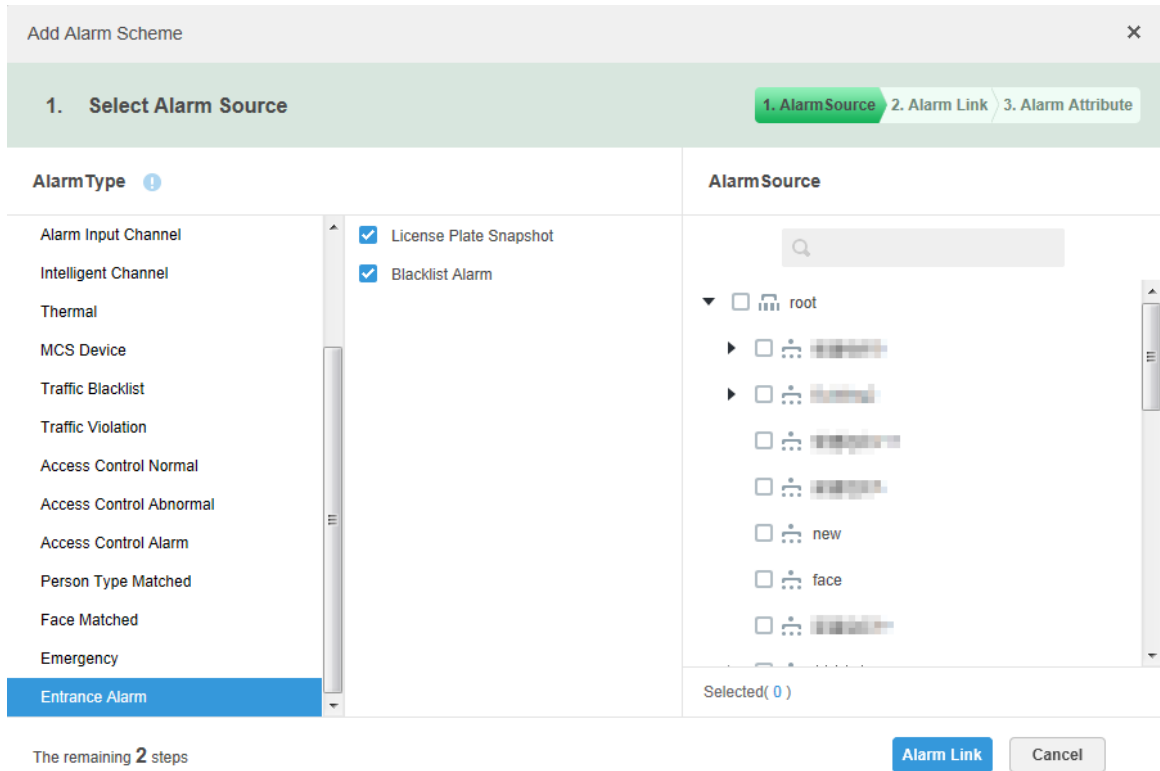 Add Alarm Scheme
1. Select Alarm Source
1. AlarmSource 2. Alarm Link 3. Alarm Attribute
AlarmType
AlarmSource
Alarm Input Channel
Intelligent Channel
Thermal
MCS Device
Traffic Blacklist
Traffic Violation
Access Control Normal
Access Control Abnormal
Access Control Alarm
Person Type Matched
Face Matched
Emergency
Entrance Alarm
License Plate Snapshot
Blacklist Alarm
root
new
face
Selected( 0 )
The remaining 2 steps
Alarm Link
Cancel